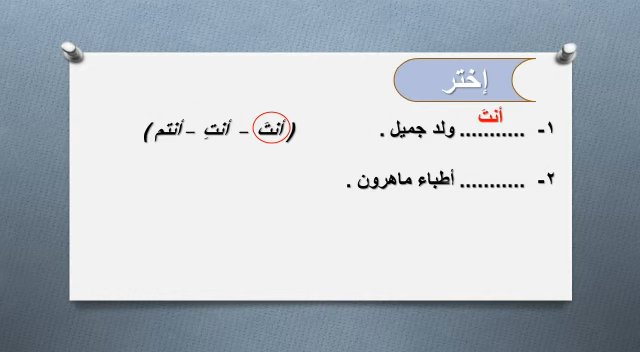 إختر
أنتَ
١- ........... ولد جميل . ( أنتَ – أنتِ – أنتم )
٢- ........... أطباء ماهرون .